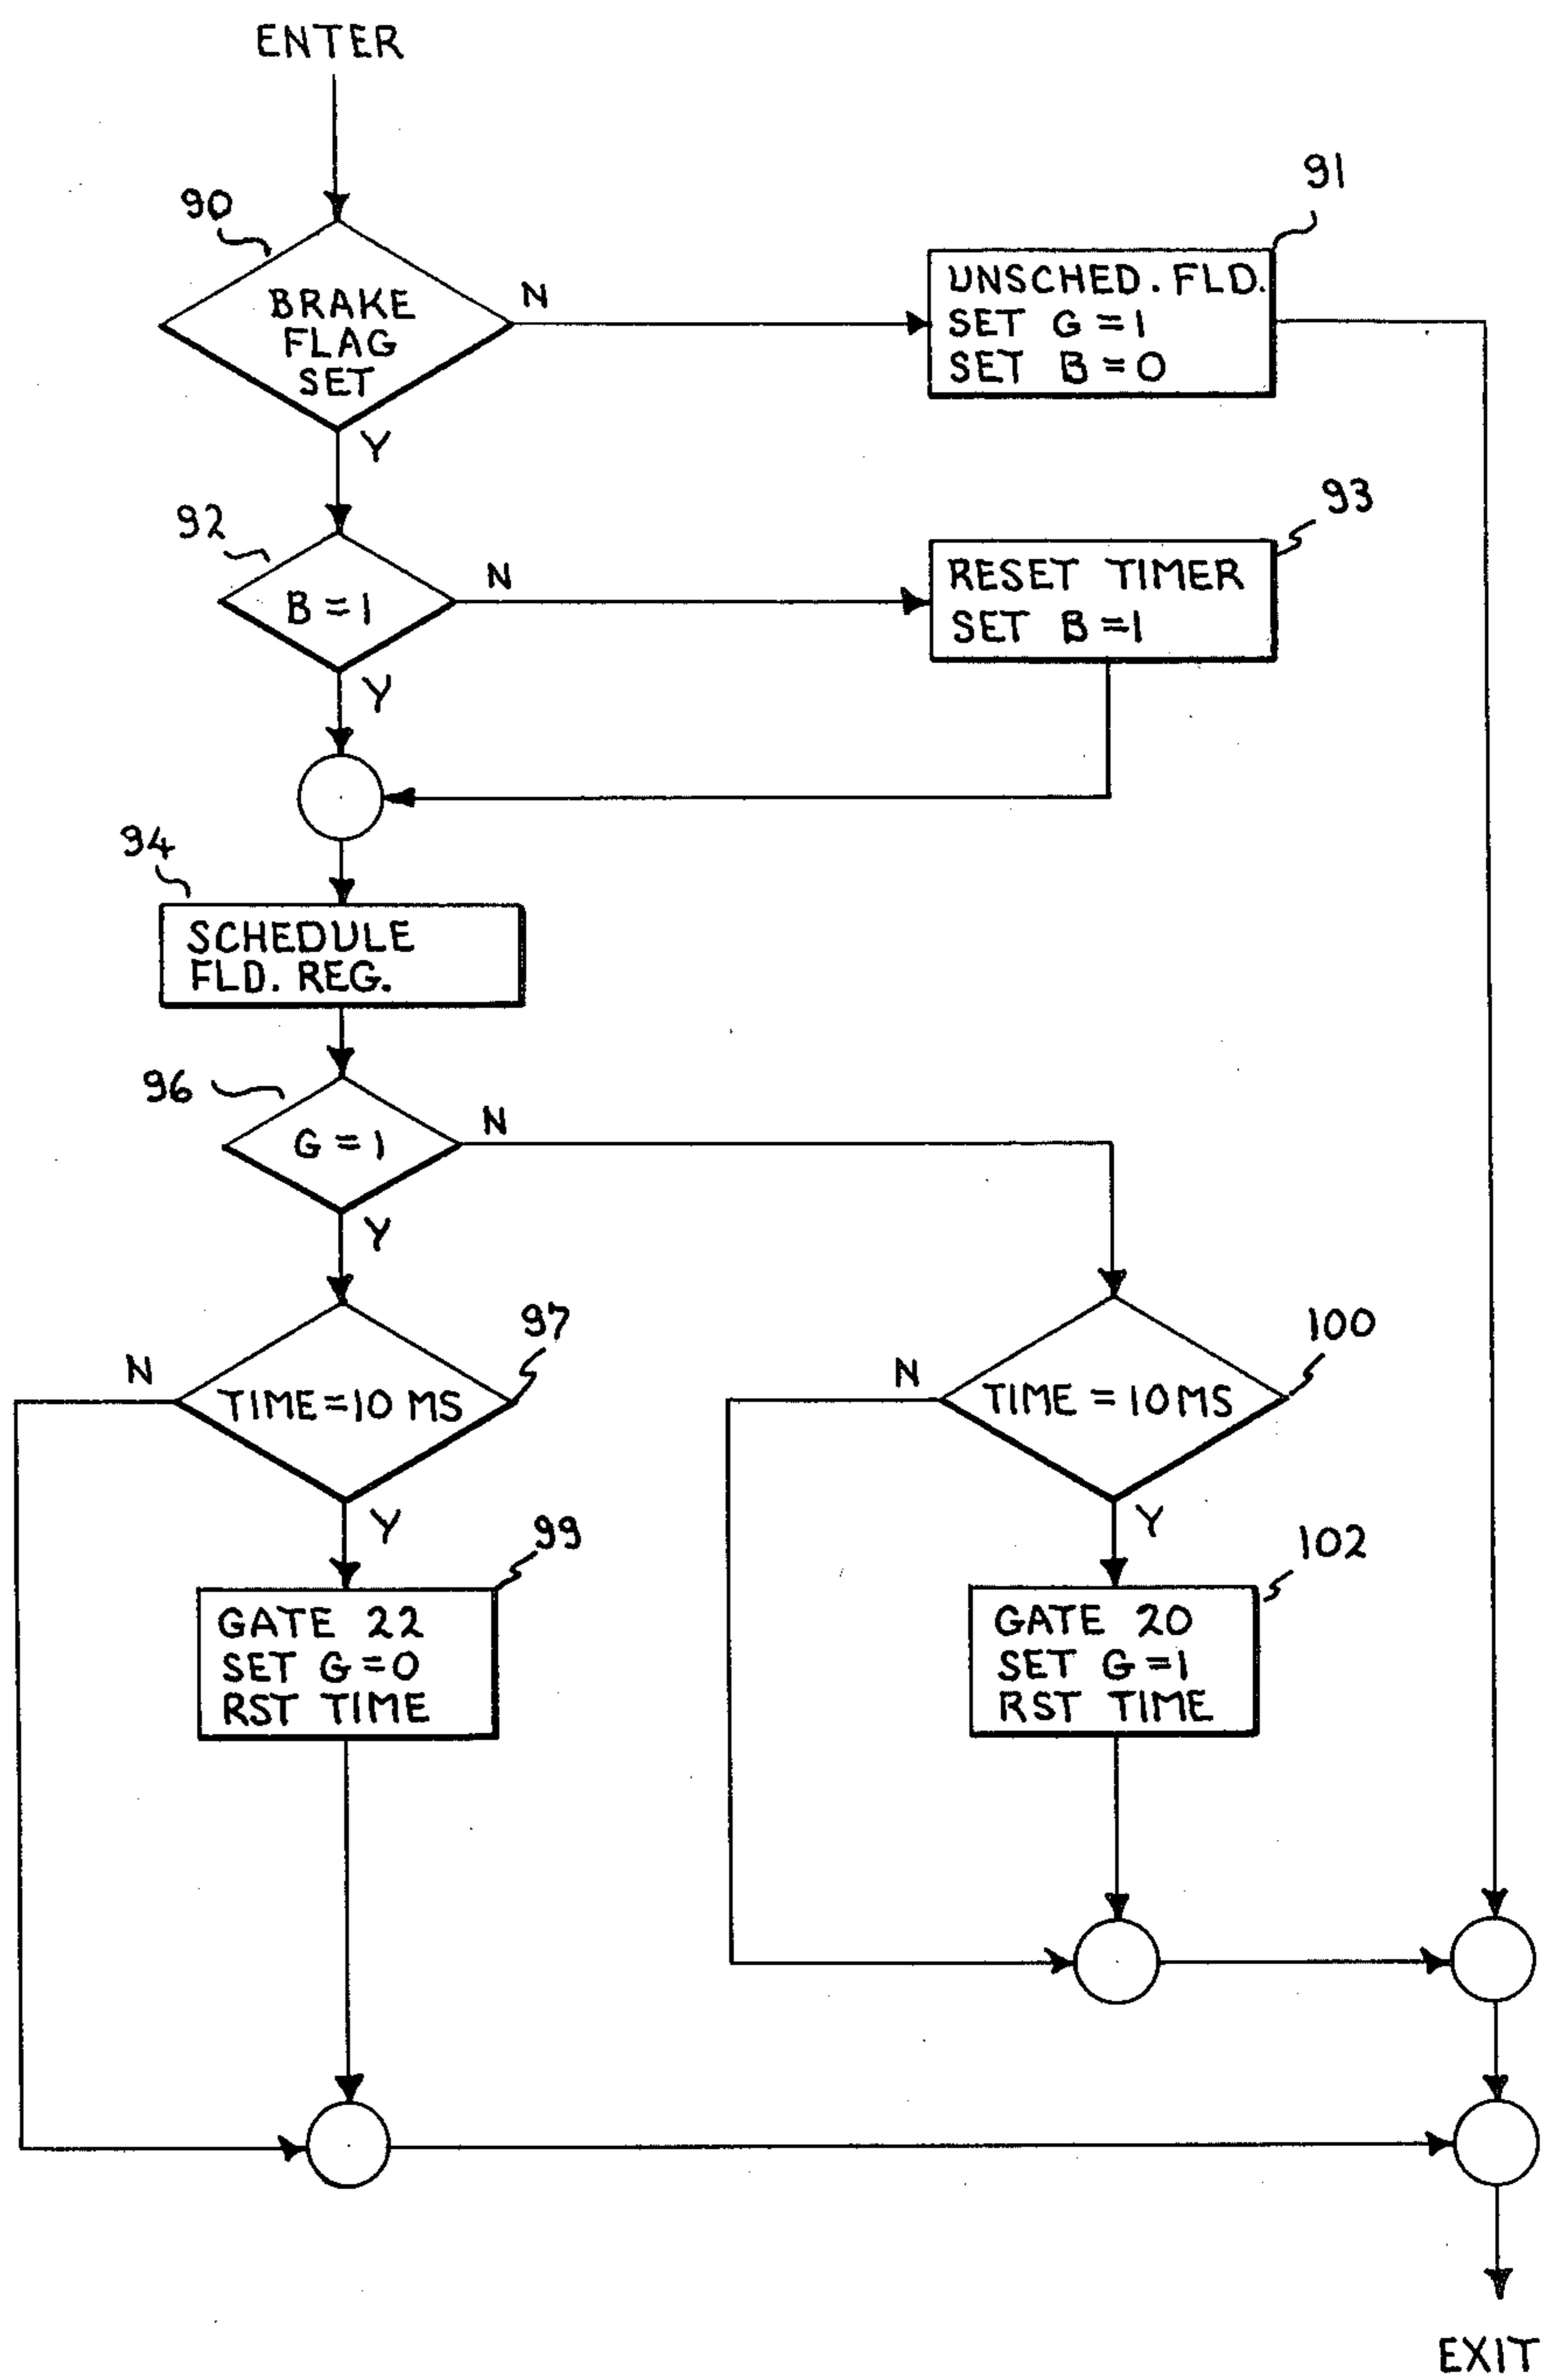 ENTER
90
BRAKE
FLAG
SET
N
Y
91
UNSCHED. FLD.
SET G = 1
SET B = 0
92
B = 1
N
Y
93
RESET TIMER
SET B = 1
94
SCHEDULE
FLD. REG.
96
G = 1
N
Y
97
N
TIME = 10 MS
Y
100
N
TIME = 10 MS
Y
99
GATE 22
SET G = 0
RST TIME
102
GATE 20
SET G = 1
RST TIME
EXIT